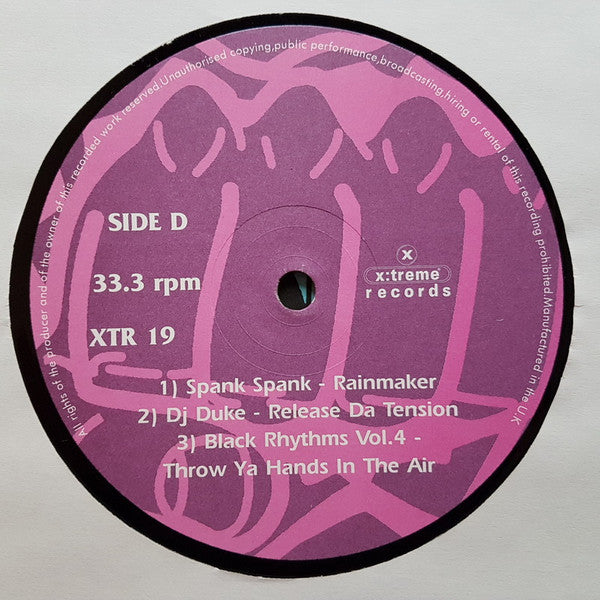 All rights of the producer and of the owner of this recorded work reserved.Unauthorised copying,public performance,broadcasting,hiring or rental of this recording prohibited.Manufactured in the U.K
SIDE D
33.3 rpm
XTR 19
x
x:treme
records
1) Spank Spank - Rainmaker
2) Dj Duke - Release Da Tension
3) Black Rhythms Vol.4 -
Throw Ya Hands In The Air